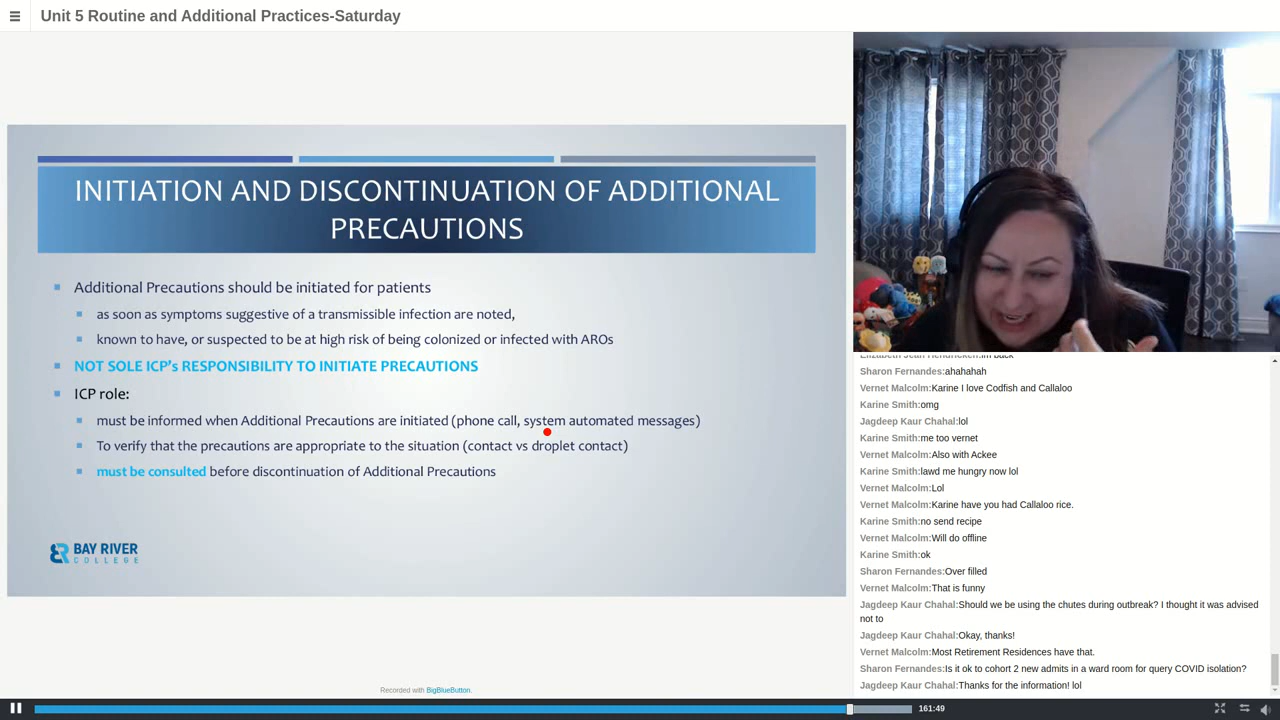 Unit 5 Routine and Additional Practices-Saturday
INITIATION AND DISCONTINUATION OF ADDITIONAL
PRECAUTIONS
Additional Precautions should be initiated for patients
as soon as symptoms suggestive of a transmissible infection are noted,
known to have, or suspected to be at high risk of being colonized or infected with AROs
NOT SOLE ICP's RESPONSIBILITY TO INITIATE PRECAUTIONS
ICP role:
must be informed when Additional Precautions are initiated (phone call, system automated messages)
To verify that the precautions are appropriate to the situation (contact vs droplet contact)
must be consulted before discontinuation of Additional Precautions
BAY RIVER
COLLEGE
Elizabeth Jean Hendricken:im back
Sharon Fernandes:ahahahah
Vernet Malcolm:Karine I love Codfish and Callaloo
Karine Smith:omg
Jagdeep Kaur Chahal:lol
Karine Smith:me too vernet
Vernet Malcolm:Also with Ackee
Karine Smith:lawd me hungry now lol
Vernet Malcolm:Lol
Vernet Malcolm:Karine have you had Callaloo rice.
Karine Smith:no send recipe
Vernet Malcolm:Will do offline
Karine Smith:ok
Sharon Fernandes:Over filled
Vernet Malcolm:That is funny
Jagdeep Kaur Chahal:Should we be using the chutes during outbreak? I thought it was advised
not to
Jagdeep Kaur Chahal:Okay, thanks!
Vernet Malcolm:Most Retirement Residences have that.
Sharon Fernandes:Is it ok to cohort 2 new admits in a ward room for query COVID isolation?
Jagdeep Kaur Chahal:Thanks for the information! lol
Recorded with BigBlueButton.
161:49